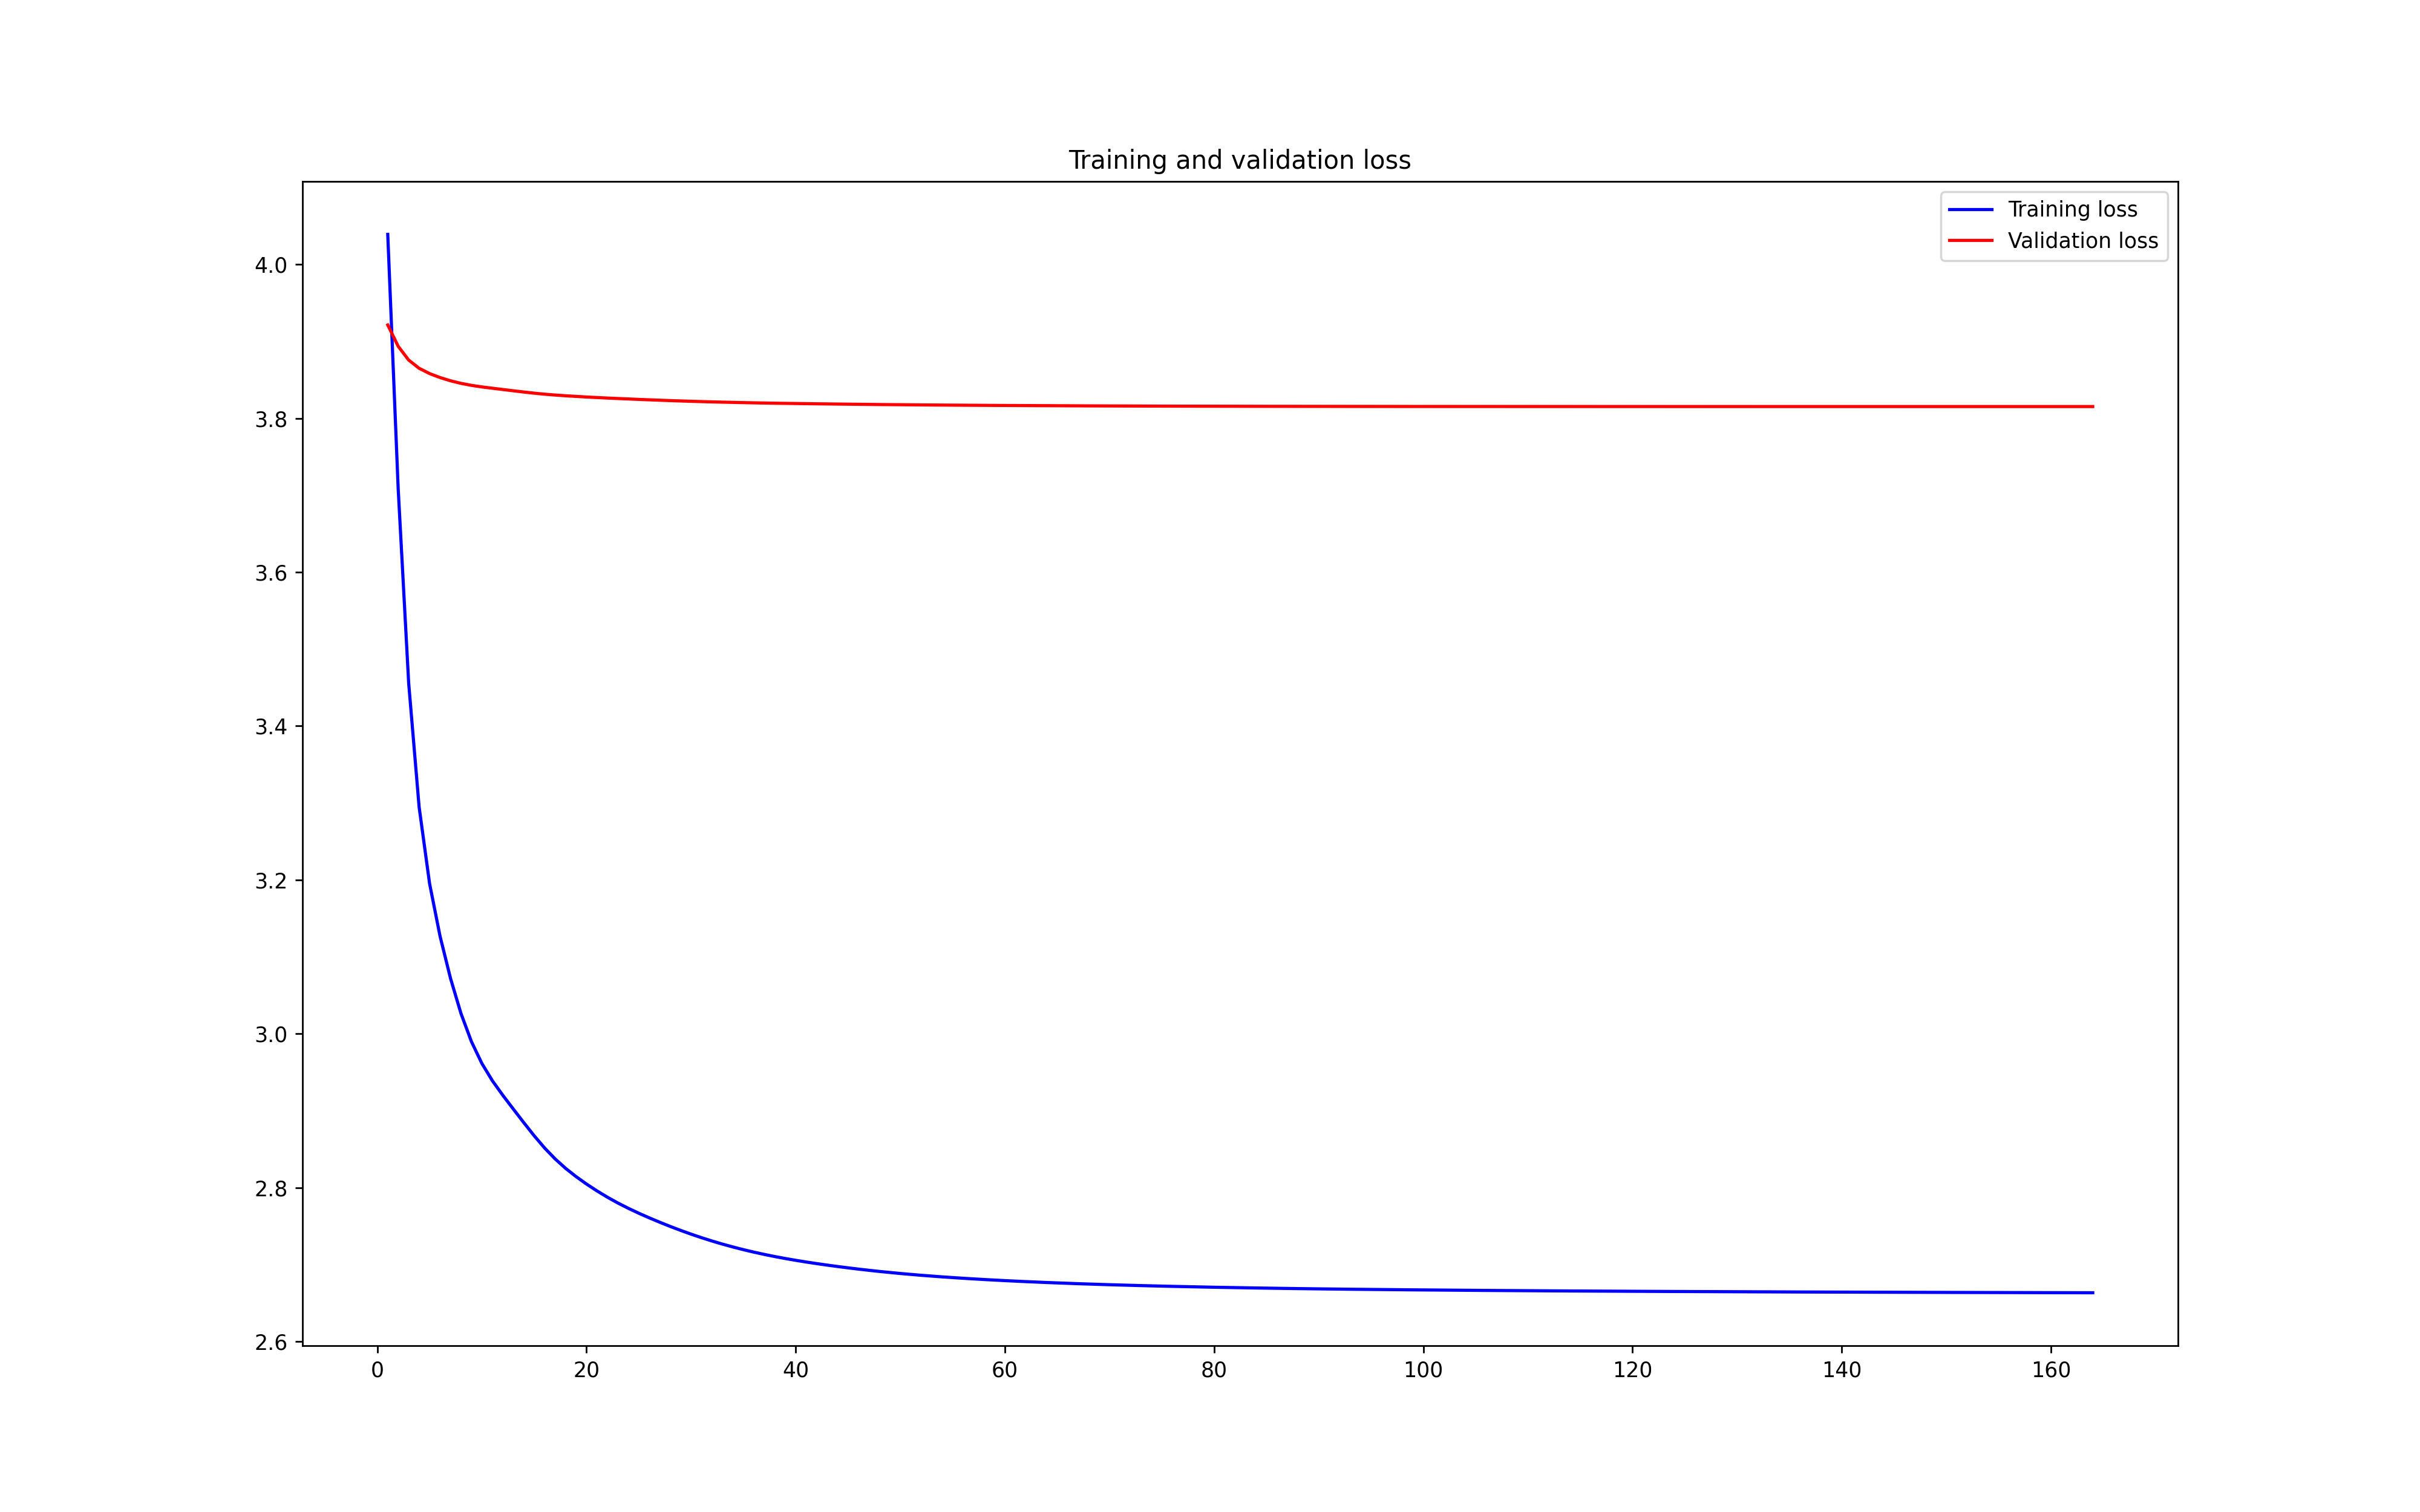 Training and validation loss
Training loss
Validation loss
4.0
3.8
3.6
3.4
3.2
3.0
2.8
2.6
0 20 40 60 80 100 120 140 160